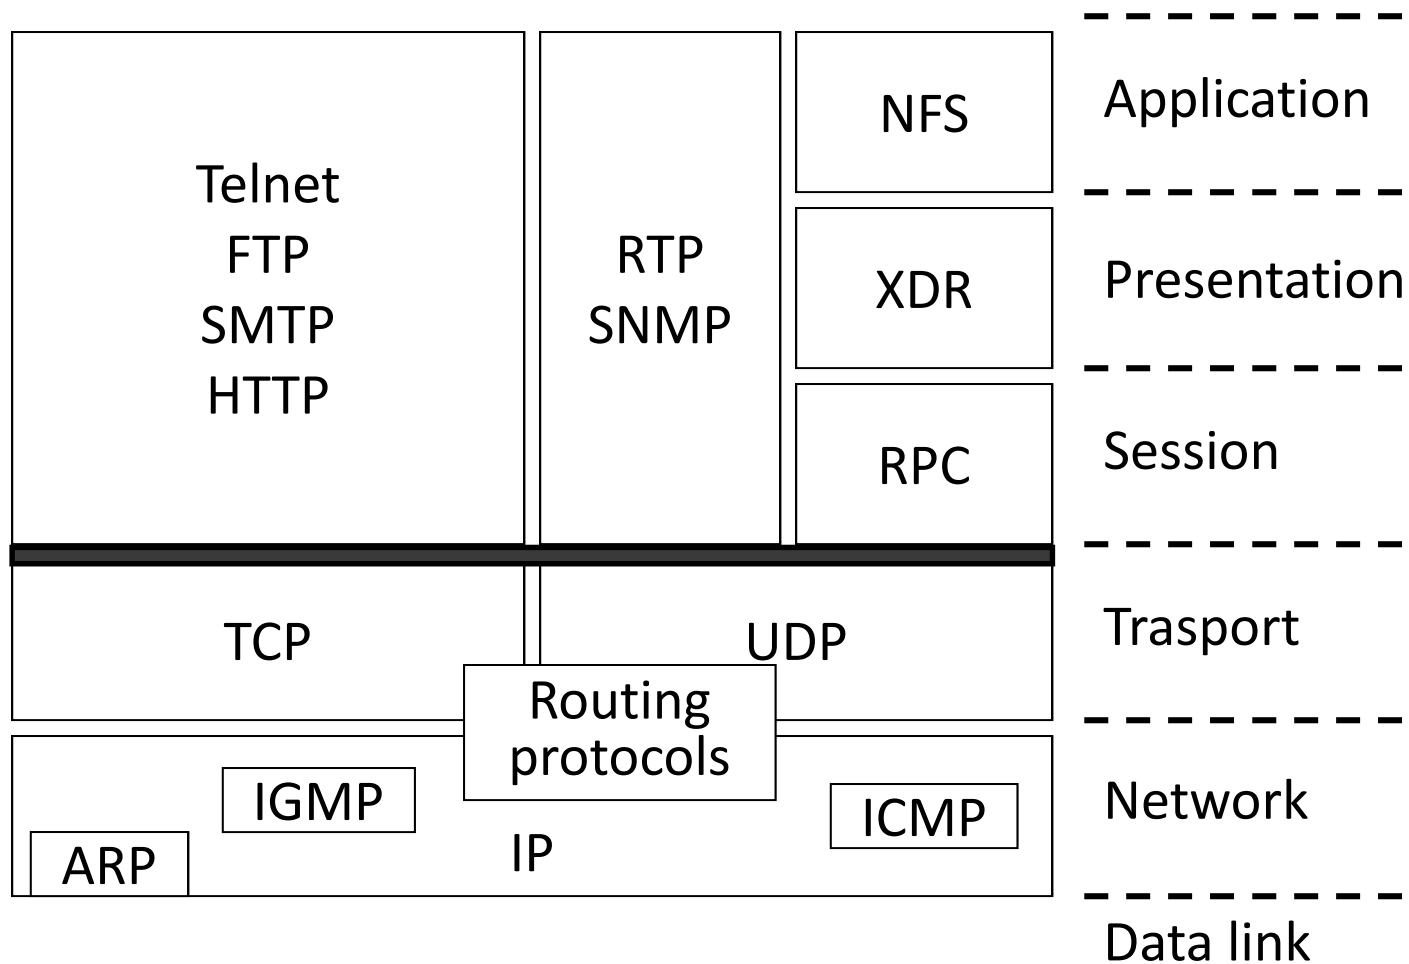 Telnet
FTP
SMTP
HTTP
RTP
SNMP
NFS
XDR
RPC
Application
Presentation
Session
TCP
UDP
Trasport
Routing
protocols
IGMP
ICMP
ARP
IP
Network
Data link